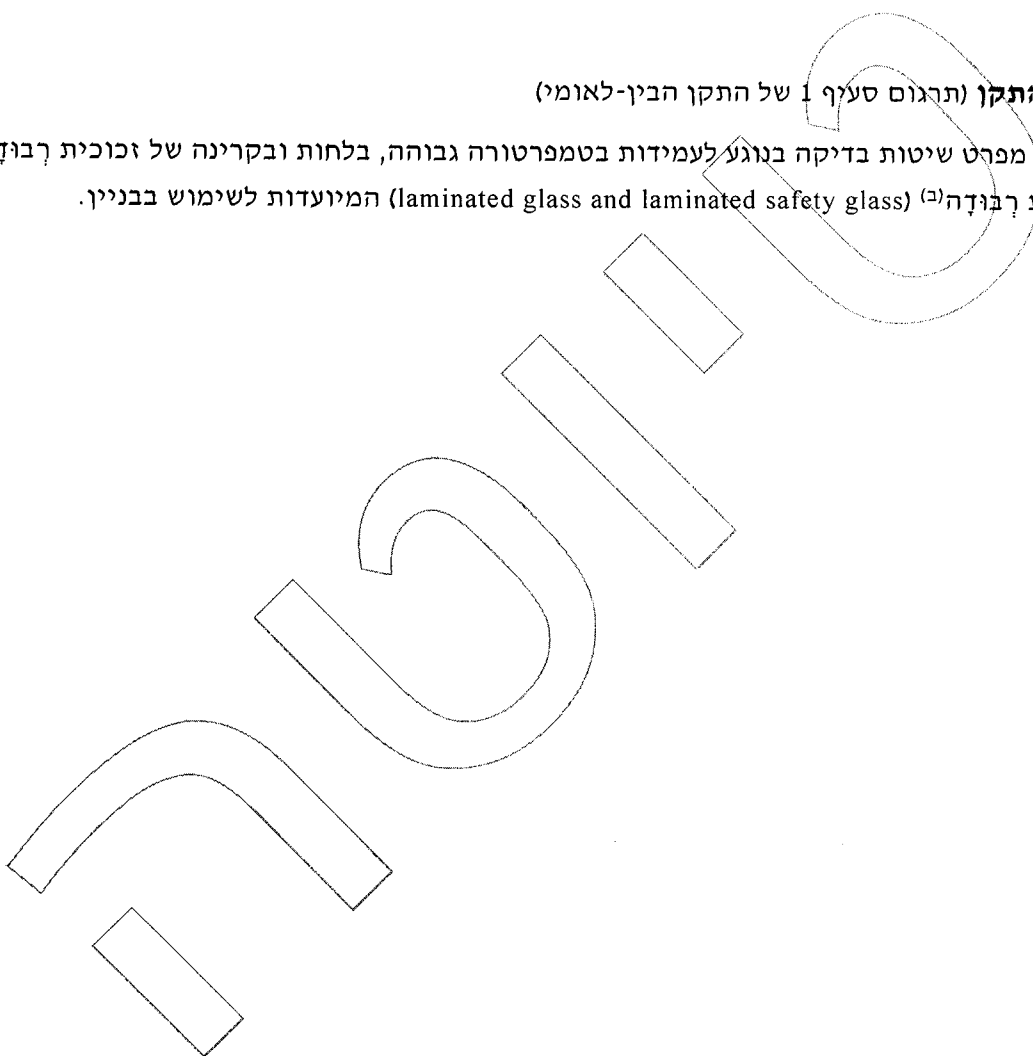 התקן (תרגום סעיף 1 של התקן הבין-לאומי)
מפרט שיטות בדיקה בנוגע לעמידות בטמפרטורה גבוהה, בלחות ובקרינה של זכוכית
רְבוּדָה(ב) (laminated glass and laminated safety glass) המיועדות לשימוש בבניין.
טיוטה